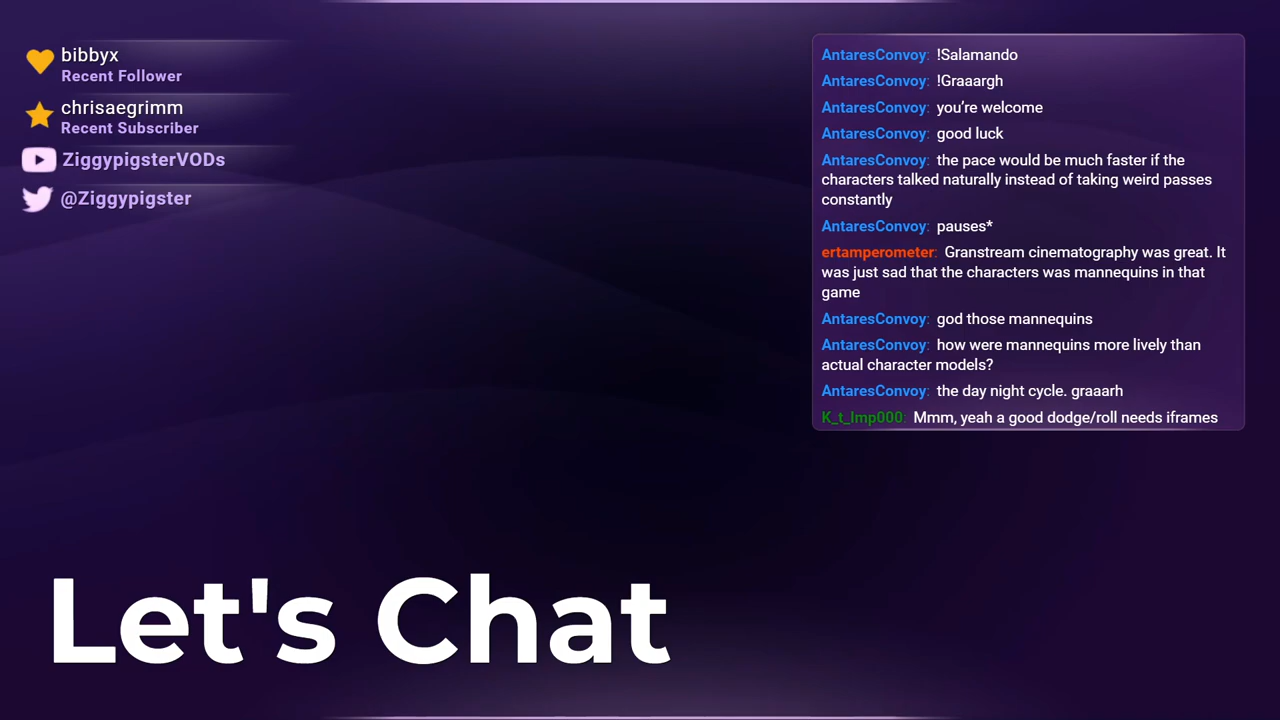 bibbyx
Recent Follower
chrisaegrimm
Recent Subscriber
ZiggypigsterVODs
@Ziggypigster
AntaresConvoy: !Salamando
AntaresConvoy: !Graaargh
AntaresConvoy: you’re welcome
AntaresConvoy: good luck
AntaresConvoy: the pace would be much faster if the
characters talked naturally instead of taking weird passes
constantly
AntaresConvoy: pauses*
ertamperometer: Granstream cinematography was great. It
was just sad that the characters was mannequins in that
game
AntaresConvoy: god those mannequins
AntaresConvoy: how were mannequins more lively than
actual character models?
AntaresConvoy: the day night cycle. graaarh
K_t_Imp000: Mmm, yeah a good dodge/roll needs iframes
Let's Chat